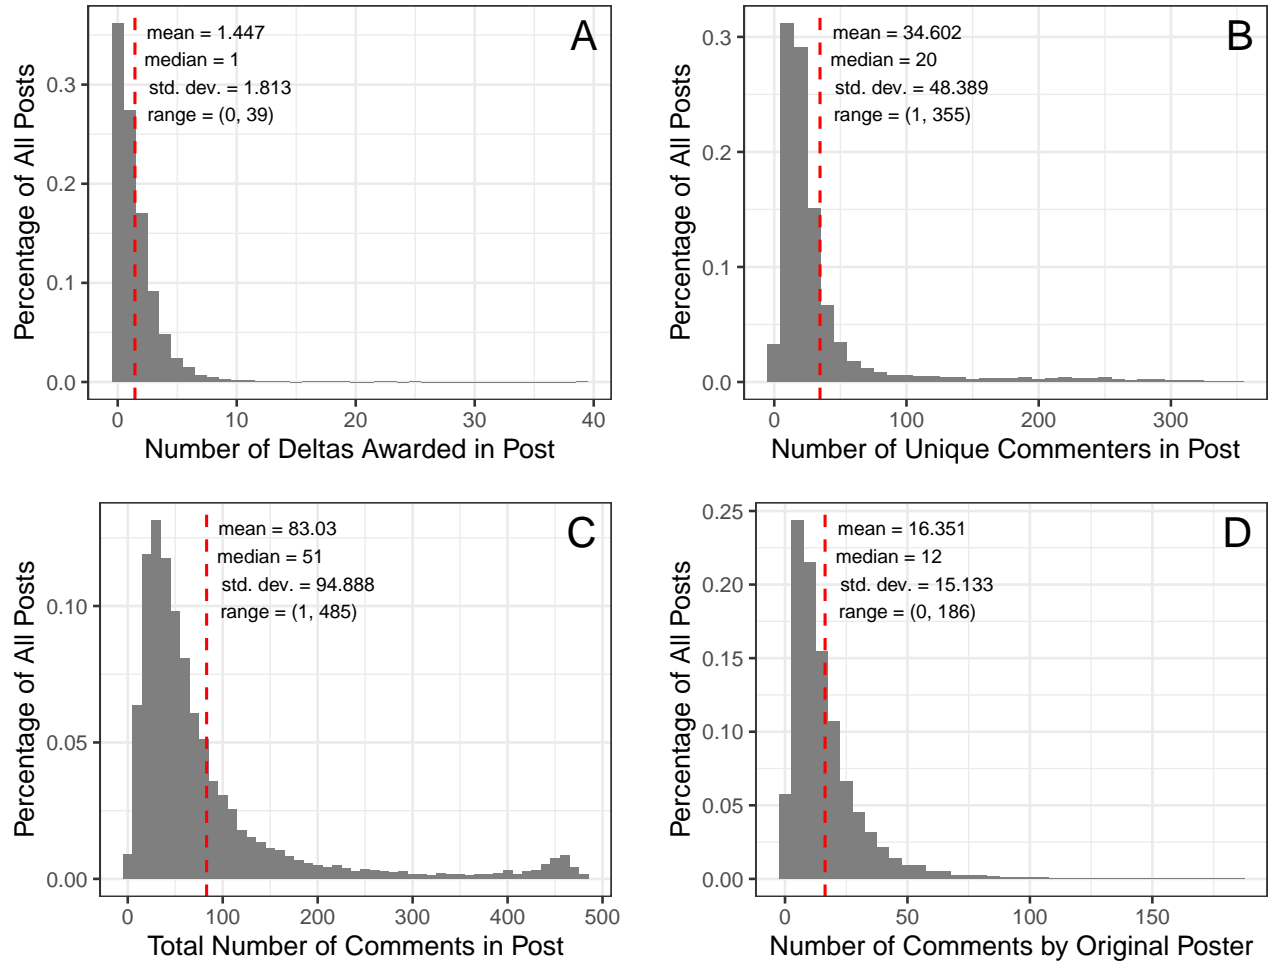 A
mean = 1.447
median = 1
std. dev. = 1.813
range = (0, 39)
Percentage of All Posts
0.3
0.2
0.1
0.0
0 10 20 30 40
Number of Deltas Awarded in Post
B
mean = 34.602
median = 20
std. dev. = 48.389
range = (1, 355)
Percentage of All Posts
0.3
0.2
0.1
0.0
0 100 200 300
Number of Unique Commenters in Post
C
mean = 83.03
median = 51
std. dev. = 94.888
range = (1, 485)
Percentage of All Posts
0.10
0.05
0.00
0 100 200 300 400 500
Total Number of Comments in Post
D
mean = 16.351
median = 12
std. dev. = 15.133
range = (0, 186)
Percentage of All Posts
0.25
0.20
0.15
0.10
0.05
0.00
0 50 100 150
Number of Comments by Original Poster